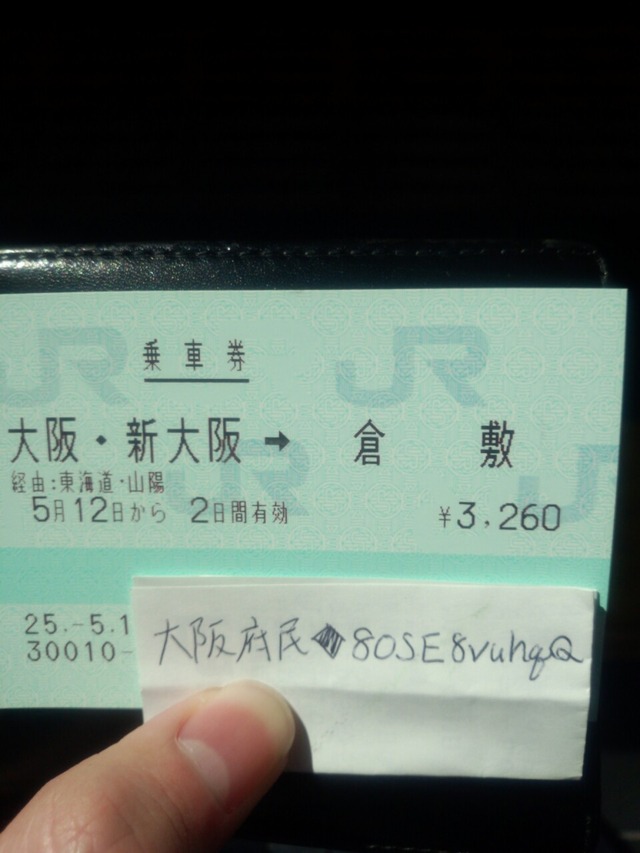 乗車券
大阪・新大阪 ➡ 倉敷
経由:東海道・山陽
5月12日から 2日間有効 ¥3,260
25.-5.1
30010-
大阪府民◆80SE8vuhqQ